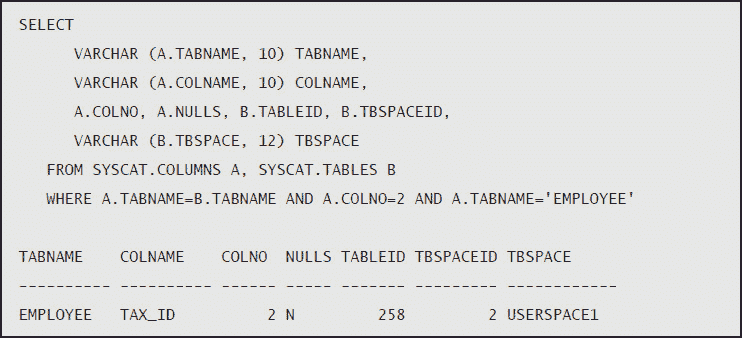 SELECT
VARCHAR (A.TABNAME, 10) TABNAME,
VARCHAR (A.COLNAME, 10) COLNAME,
A.COLNO, A.NULLS, B.TABLEID, B.TBSPACEID,
VARCHAR (B.TBSPACE, 12) TBSPACE
FROM SYSCAT.COLUMNS A, SYSCAT.TABLES B
WHERE A.TABNAME=B.TABNAME AND A.COLNO=2 AND A.TABNAME='EMPLOYEE'
TABNAME COLNAME COLNO NULLS TABLEID TBSPACEID TBSPACE
---------- ---------- ------ ----- ------- --------- ------------
EMPLOYEE TAX_ID 2 N 258 2 USERSPACE1